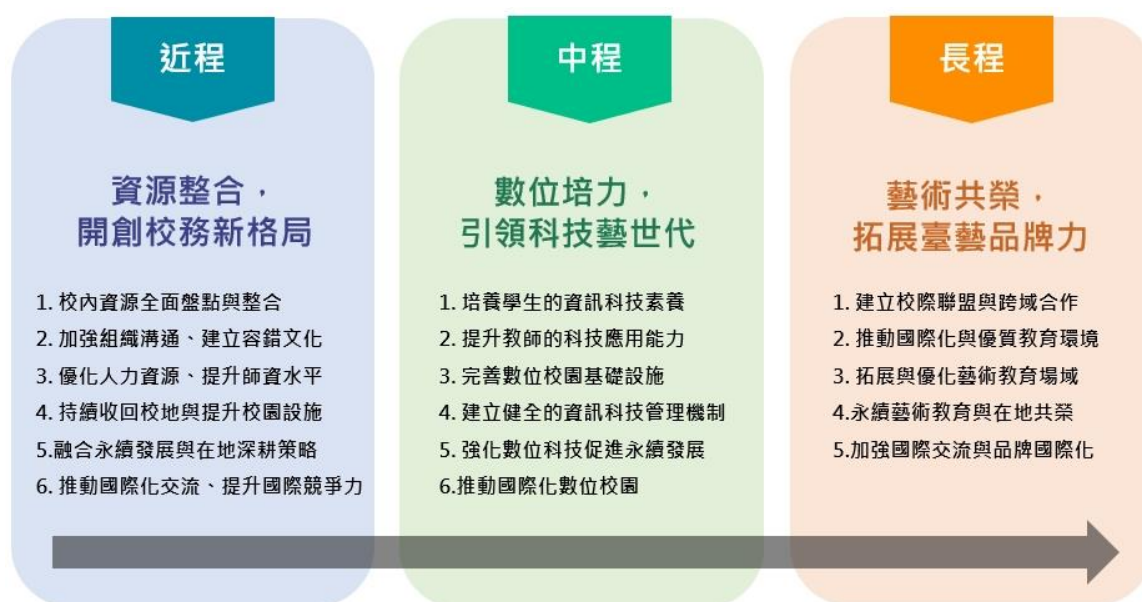 近程
資源整合，
開創校務新格局
1. 校內資源全面盤點與整合
2. 加強組織溝通、建立容錯文化
3. 優化人力資源、提升師資水平
4. 持續收回校地與提升校園設施
5.融合永續發展與在地深耕策略
6. 推動國際化交流、提升國際競爭力
中程
數位培力，
引領科技藝世代
1. 培養學生的資訊科技素養
2. 提升教師的科技應用能力
3. 完善數位校園基礎設施
4. 建立健全的資訊科技管理機制
5. 強化數位科技促進永續發展
6.推動國際化數位校園
長程
藝術共榮，
拓展臺藝品牌力
1. 建立校際聯盟與跨域合作
2. 推動國際化與優質教育環境
3. 拓展與優化藝術教育場域
4.永續藝術教育與在地共榮
5.加強國際交流與品牌國際化